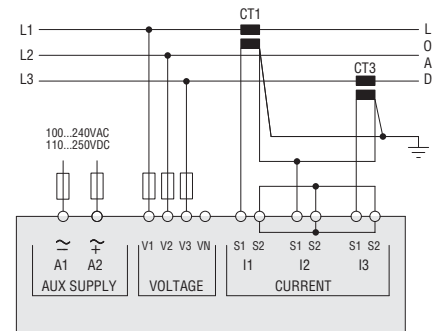 CT1
L1 L
L2 O
A
CT3
L3 D
100...240VAC
110...250VDC
V1 V2 V3 VN S1 S2 S1 S2 S1 S2
A1 A2 I1 I2 I3
AUX SUPPLY VOLTAGE CURRENT